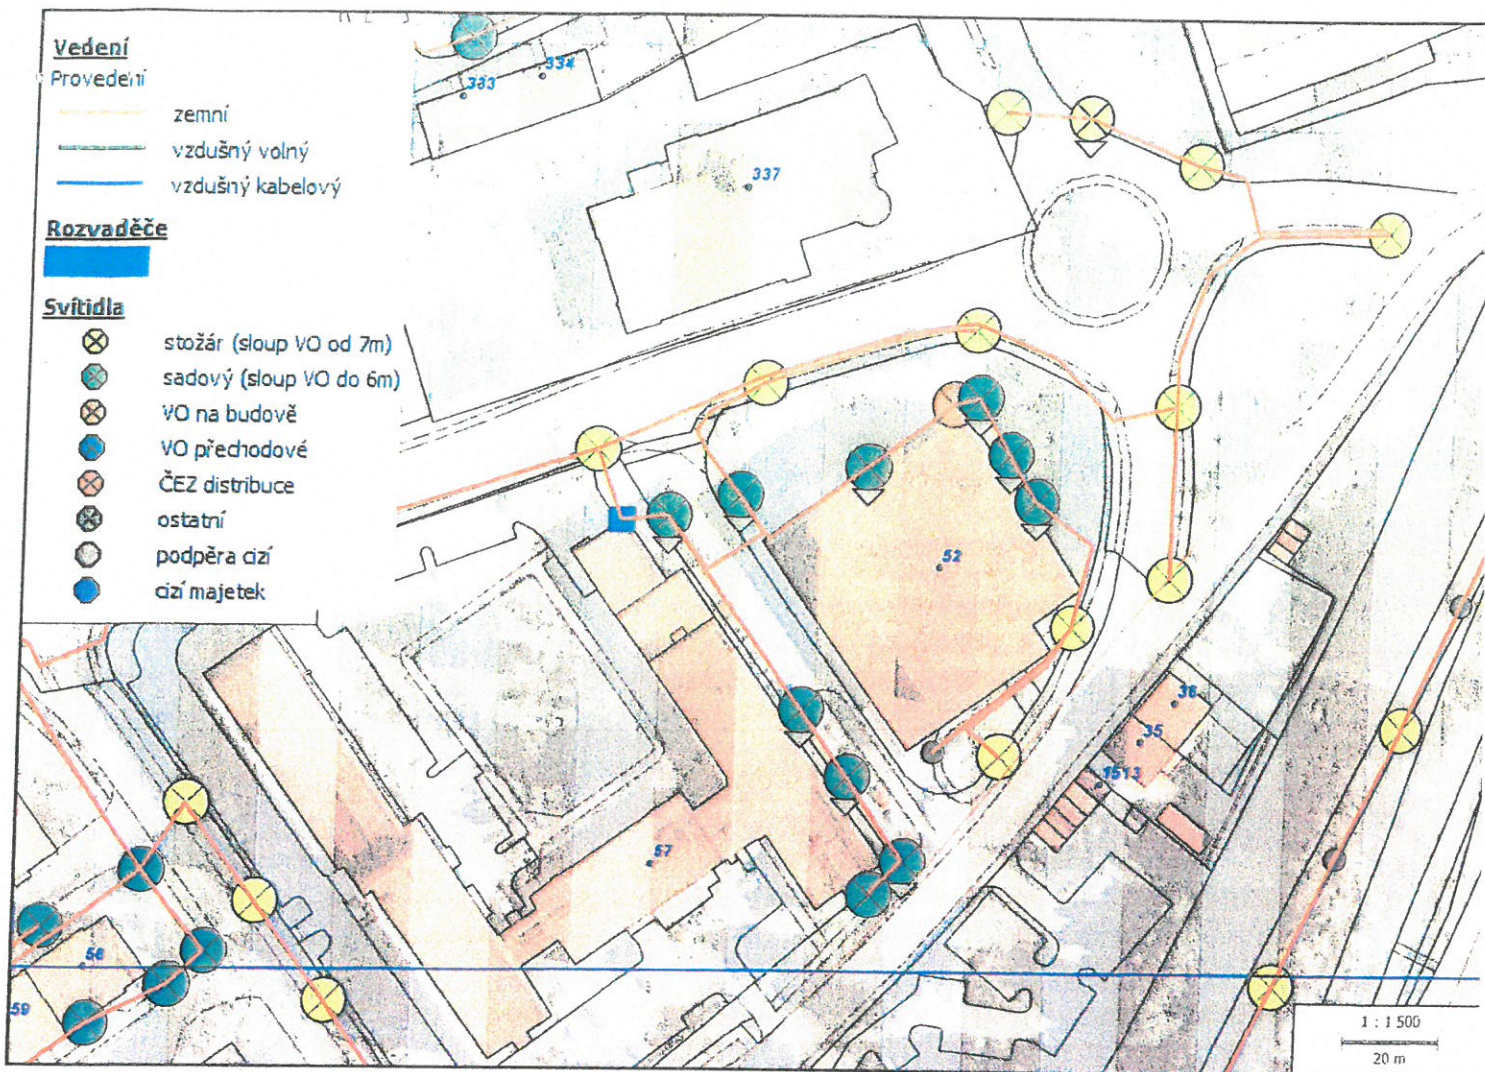 Vedení
Provedení
zemní
vzdušný volný
vzdušný kabelový
Rozvaděče
Svítidla
stožár (sloup VO od 7m)
sadový (sloup VO do 6m)
VO na budově
VO přechodové
ČEZ distribuce
ostatní
podpěra cizí
cizí majetek
334
333
337
52
36
35
1513
57
58
59
1 : 1 500
20 m